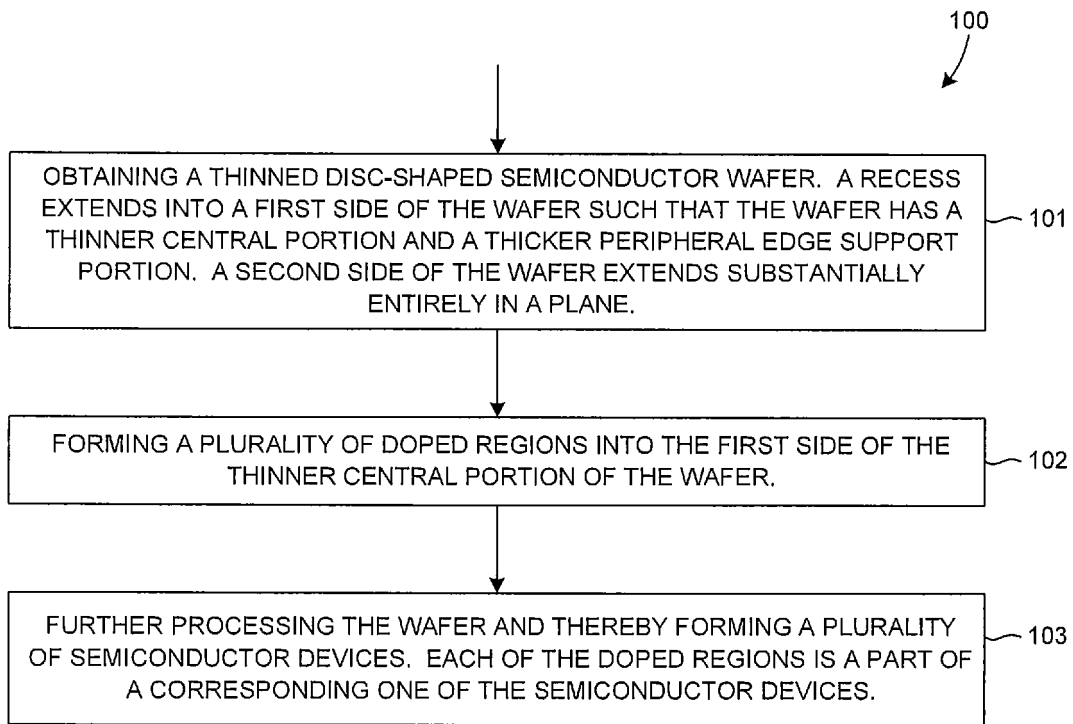 100
OBTAINING A THINNED DISC-SHAPED SEMICONDUCTOR WAFER. A RECESS
EXTENDS INTO A FIRST SIDE OF THE WAFER SUCH THAT THE WAFER HAS A
THINNER CENTRAL PORTION AND A THICKER PERIPHERAL EDGE SUPPORT
PORTION. A SECOND SIDE OF THE WAFER EXTENDS SUBSTANTIALLY
ENTIRELY IN A PLANE.
101
FORMING A PLURALITY OF DOPED REGIONS INTO THE FIRST SIDE OF THE
THINNER CENTRAL PORTION OF THE WAFER.
102
FURTHER PROCESSING THE WAFER AND THEREBY FORMING A PLURALITY
OF SEMICONDUCTOR DEVICES. EACH OF THE DOPED REGIONS IS A PART OF
A CORRESPONDING ONE OF THE SEMICONDUCTOR DEVICES.
103